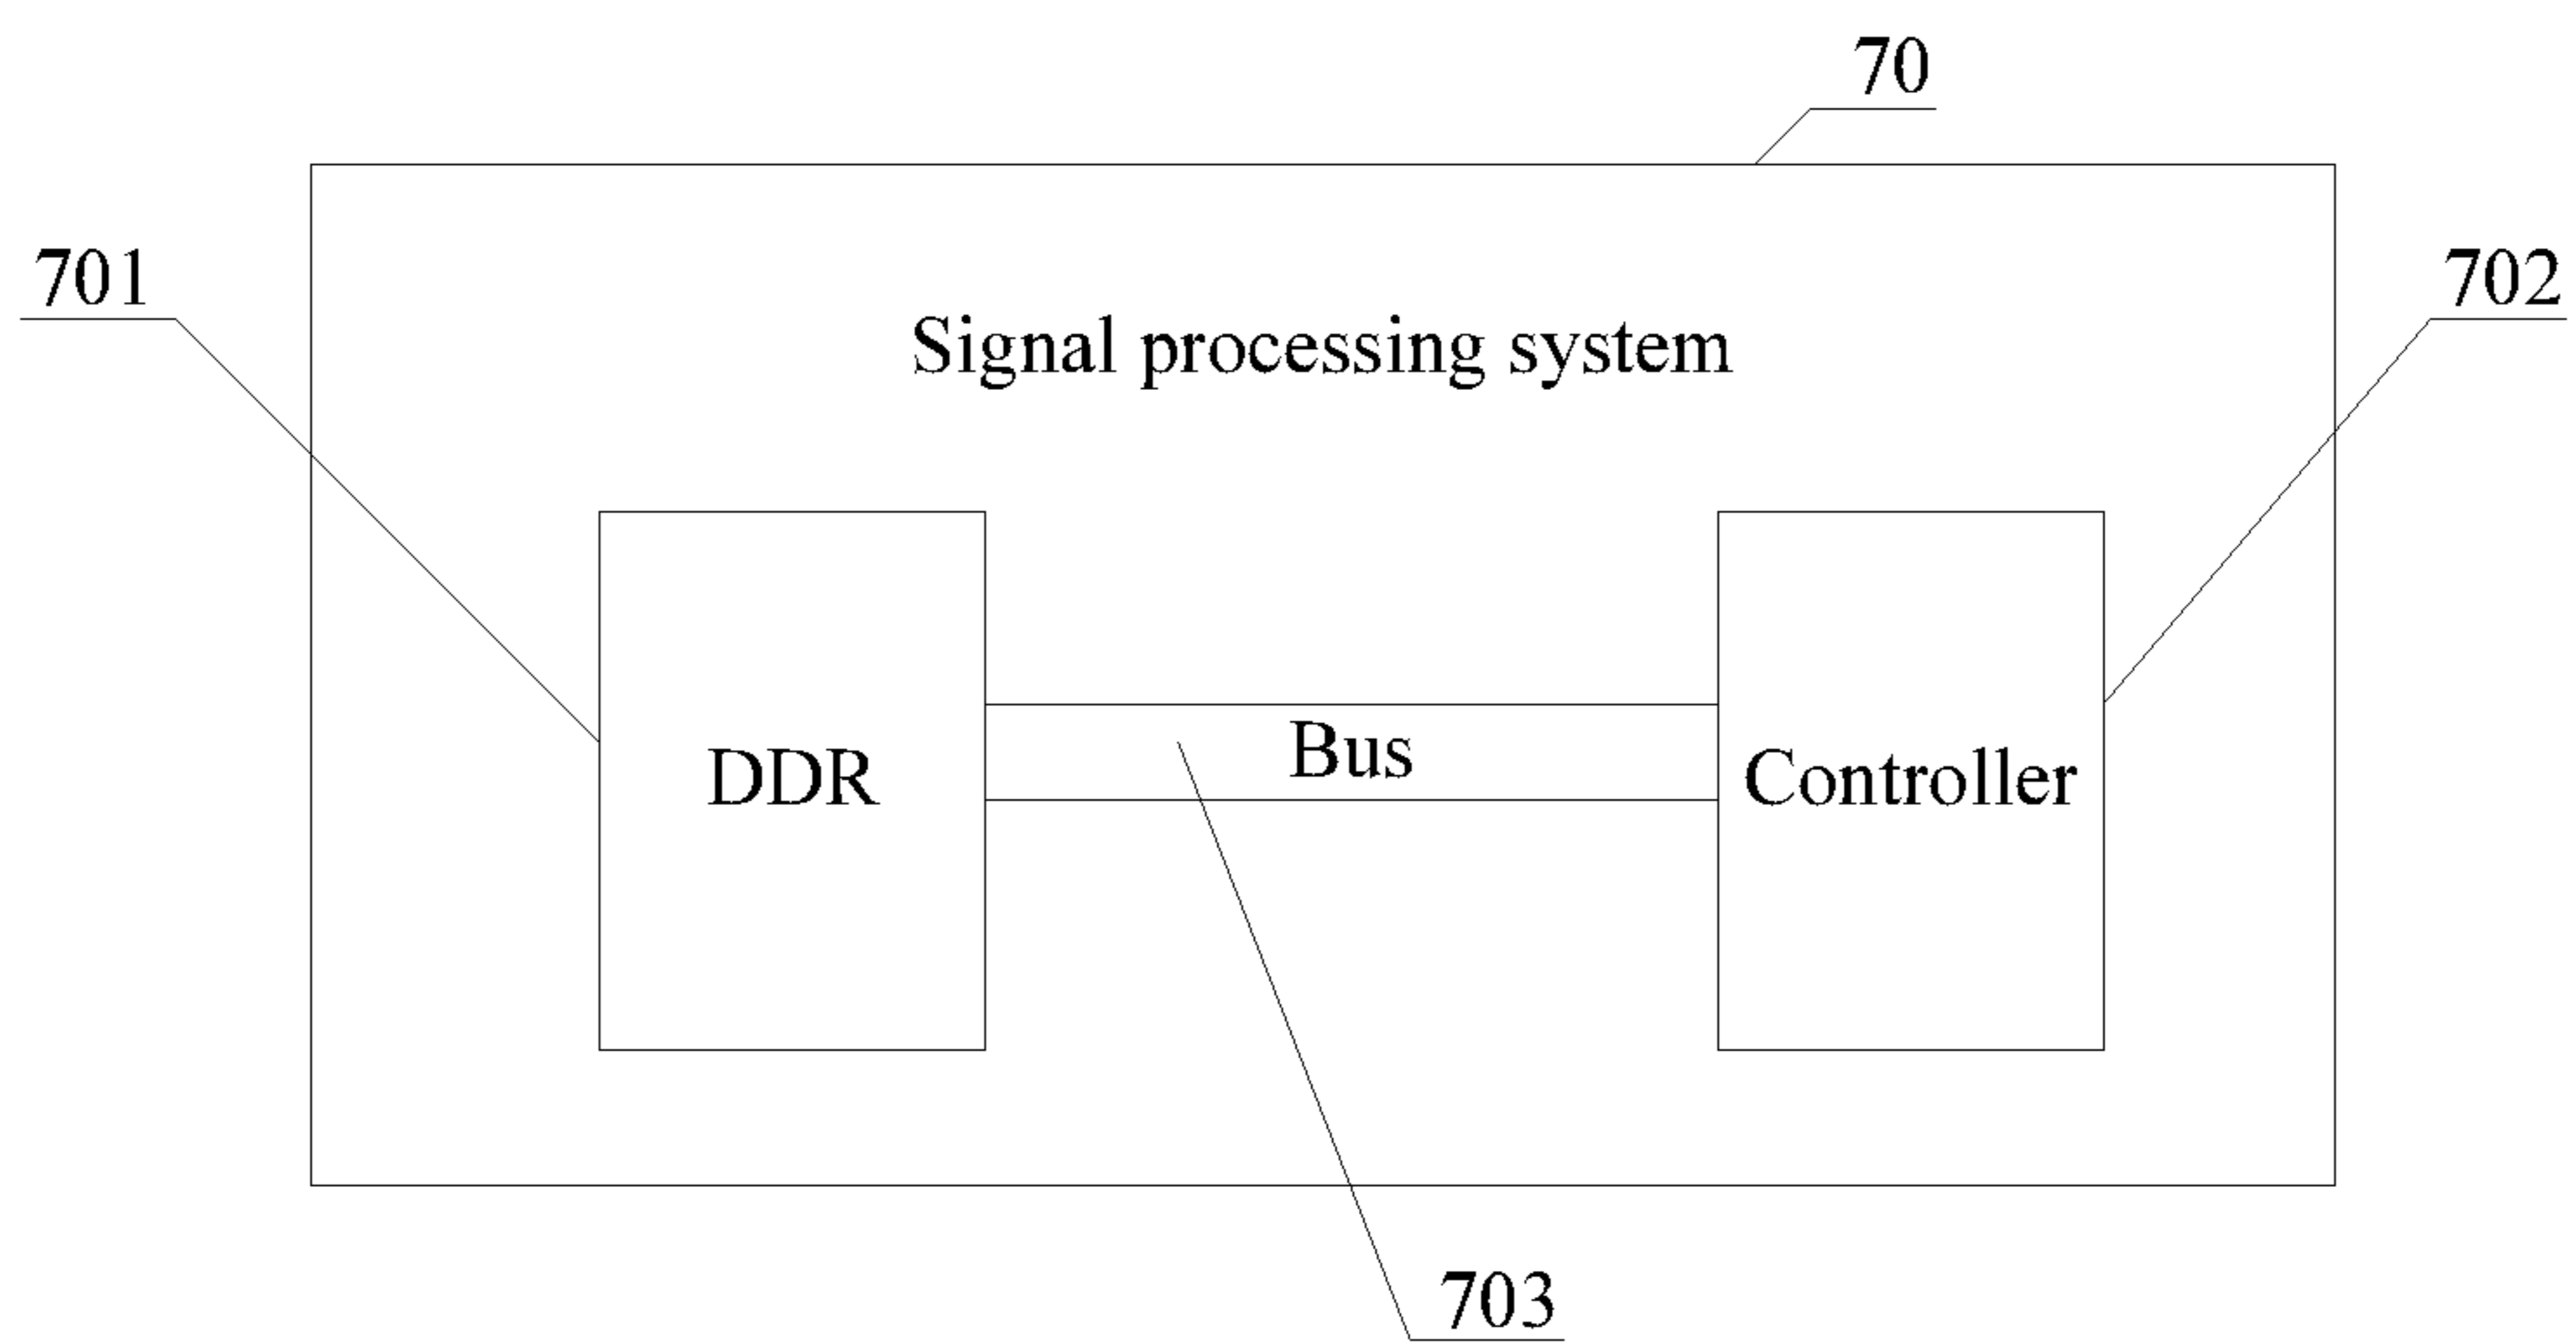 70
701
702
Signal processing system
Bus
DDR
Controller
703